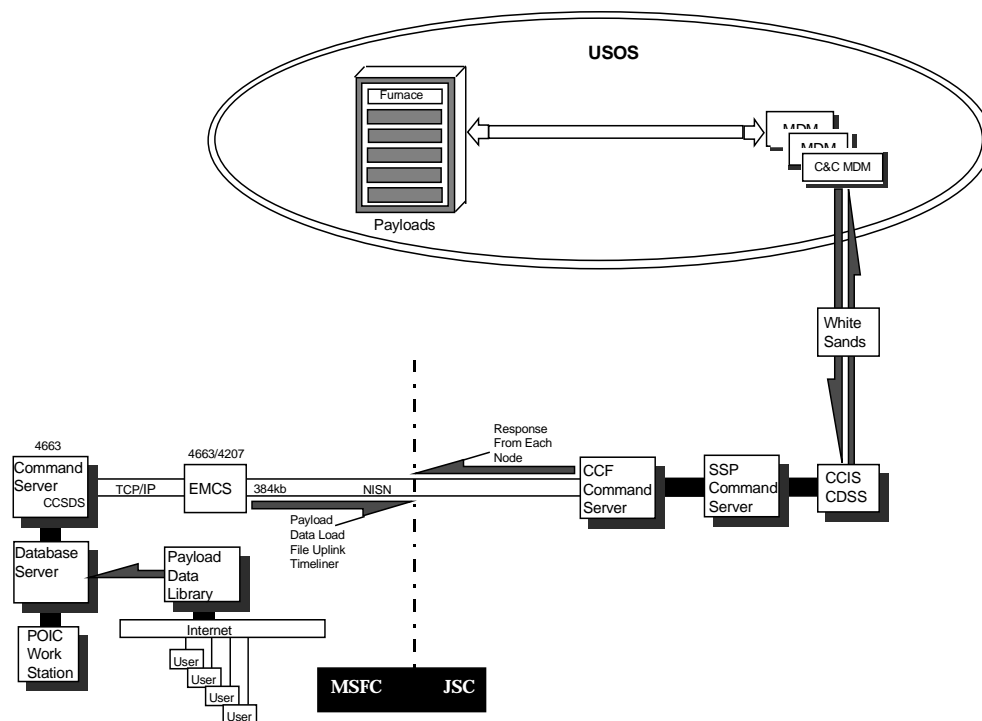 USOS
Furnace
Payloads
MDM
MDM
C&C MDM
White
Sands
Response
From Each
Node
4663
Command
Server
CCSDS
TCP/IP
4663/4207
EMCS
384kb
NISN
CCF
Command
Server
SSP
Command
Server
CCIS
CDSS
Payload
Data Load
File Uplink
Timeliner
Database
Server
Payload
Data
Library
Internet
POIC
Work
Station
User
User
User
User
MSFC
JSC